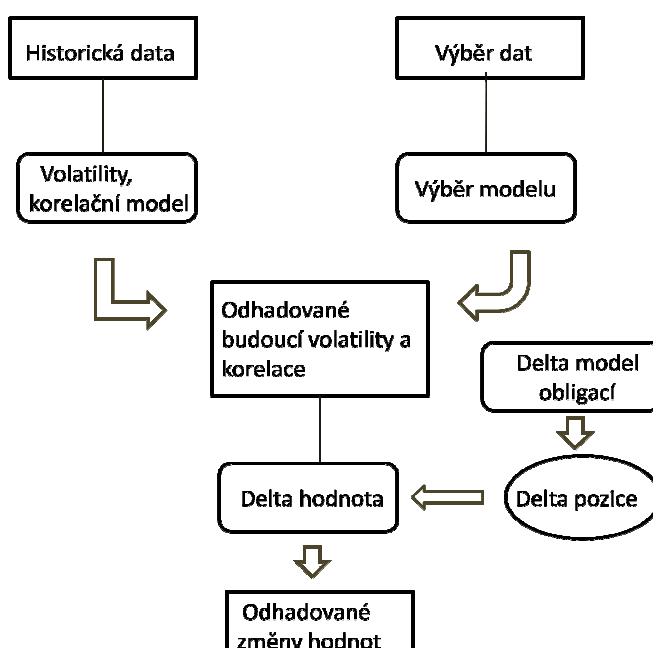 Historická data
Výběr dat
Volatility,
korelační model
Výběr modelu
Odhadované
budoucí volatility a
korelace
Delta model
obligací
Delta hodnota
Delta pozice
Odhadované
změny hodnot